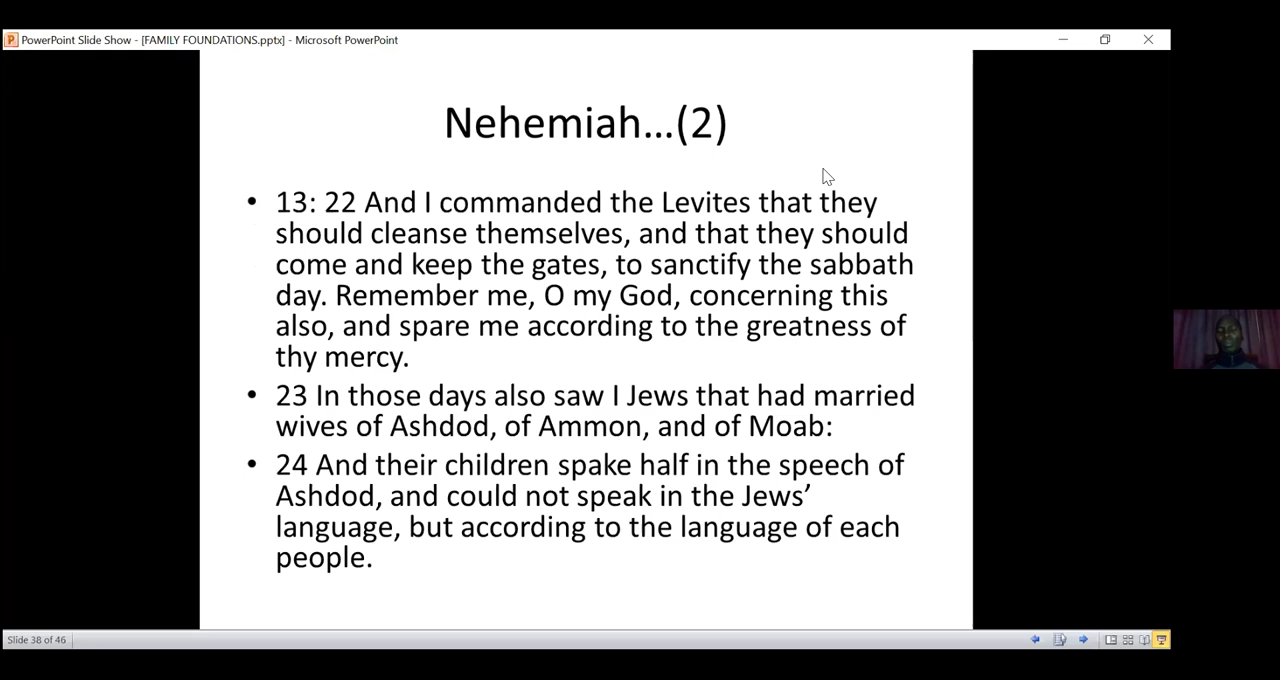 PowerPoint Slide Show - [FAMILY FOUNDATIONS.pptx] - Microsoft PowerPoint
Nehemiah…(2)
• 13: 22 And I commanded the Levites that they
should cleanse themselves, and that they should
come and keep the gates, to sanctify the sabbath
day. Remember me, O my God, concerning this
also, and spare me according to the greatness of
thy mercy.
• 23 In those days also saw I Jews that had married
wives of Ashdod, of Ammon, and of Moab:
• 24 And their children spake half in the speech of
Ashdod, and could not speak in the Jews’
language, but according to the language of each
people.
Slide 38 of 46